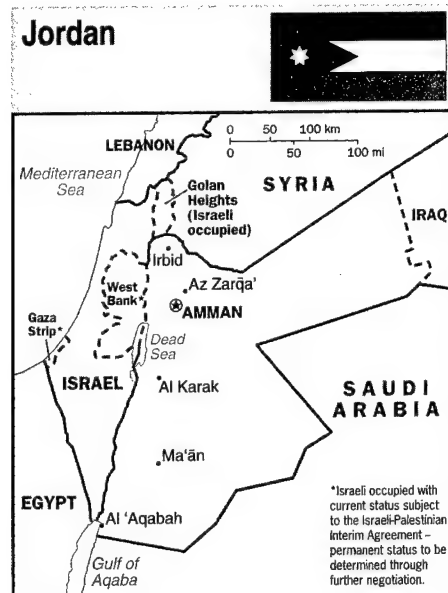 Jordan
0 50 100 km
0 50 100 mi
LEBANON
Mediterranean
Sea
Golan
Heights
(Israeli
occupied)
SYRIA
IRAQ
Irbid
Az Zarqa'
West
Bank*
AMMAN
Gaza
Strip*
Dead
Sea
ISRAEL
Al Karak
SAUDI
ARABIA
Ma'ān
EGYPT
Al 'Aqabah
Gulf of
Aqaba
*Israeli occupied with
current status subject
to the Israeli-Palestinian
Interim Agreement –
permanent status to be
determined through
further negotiation.